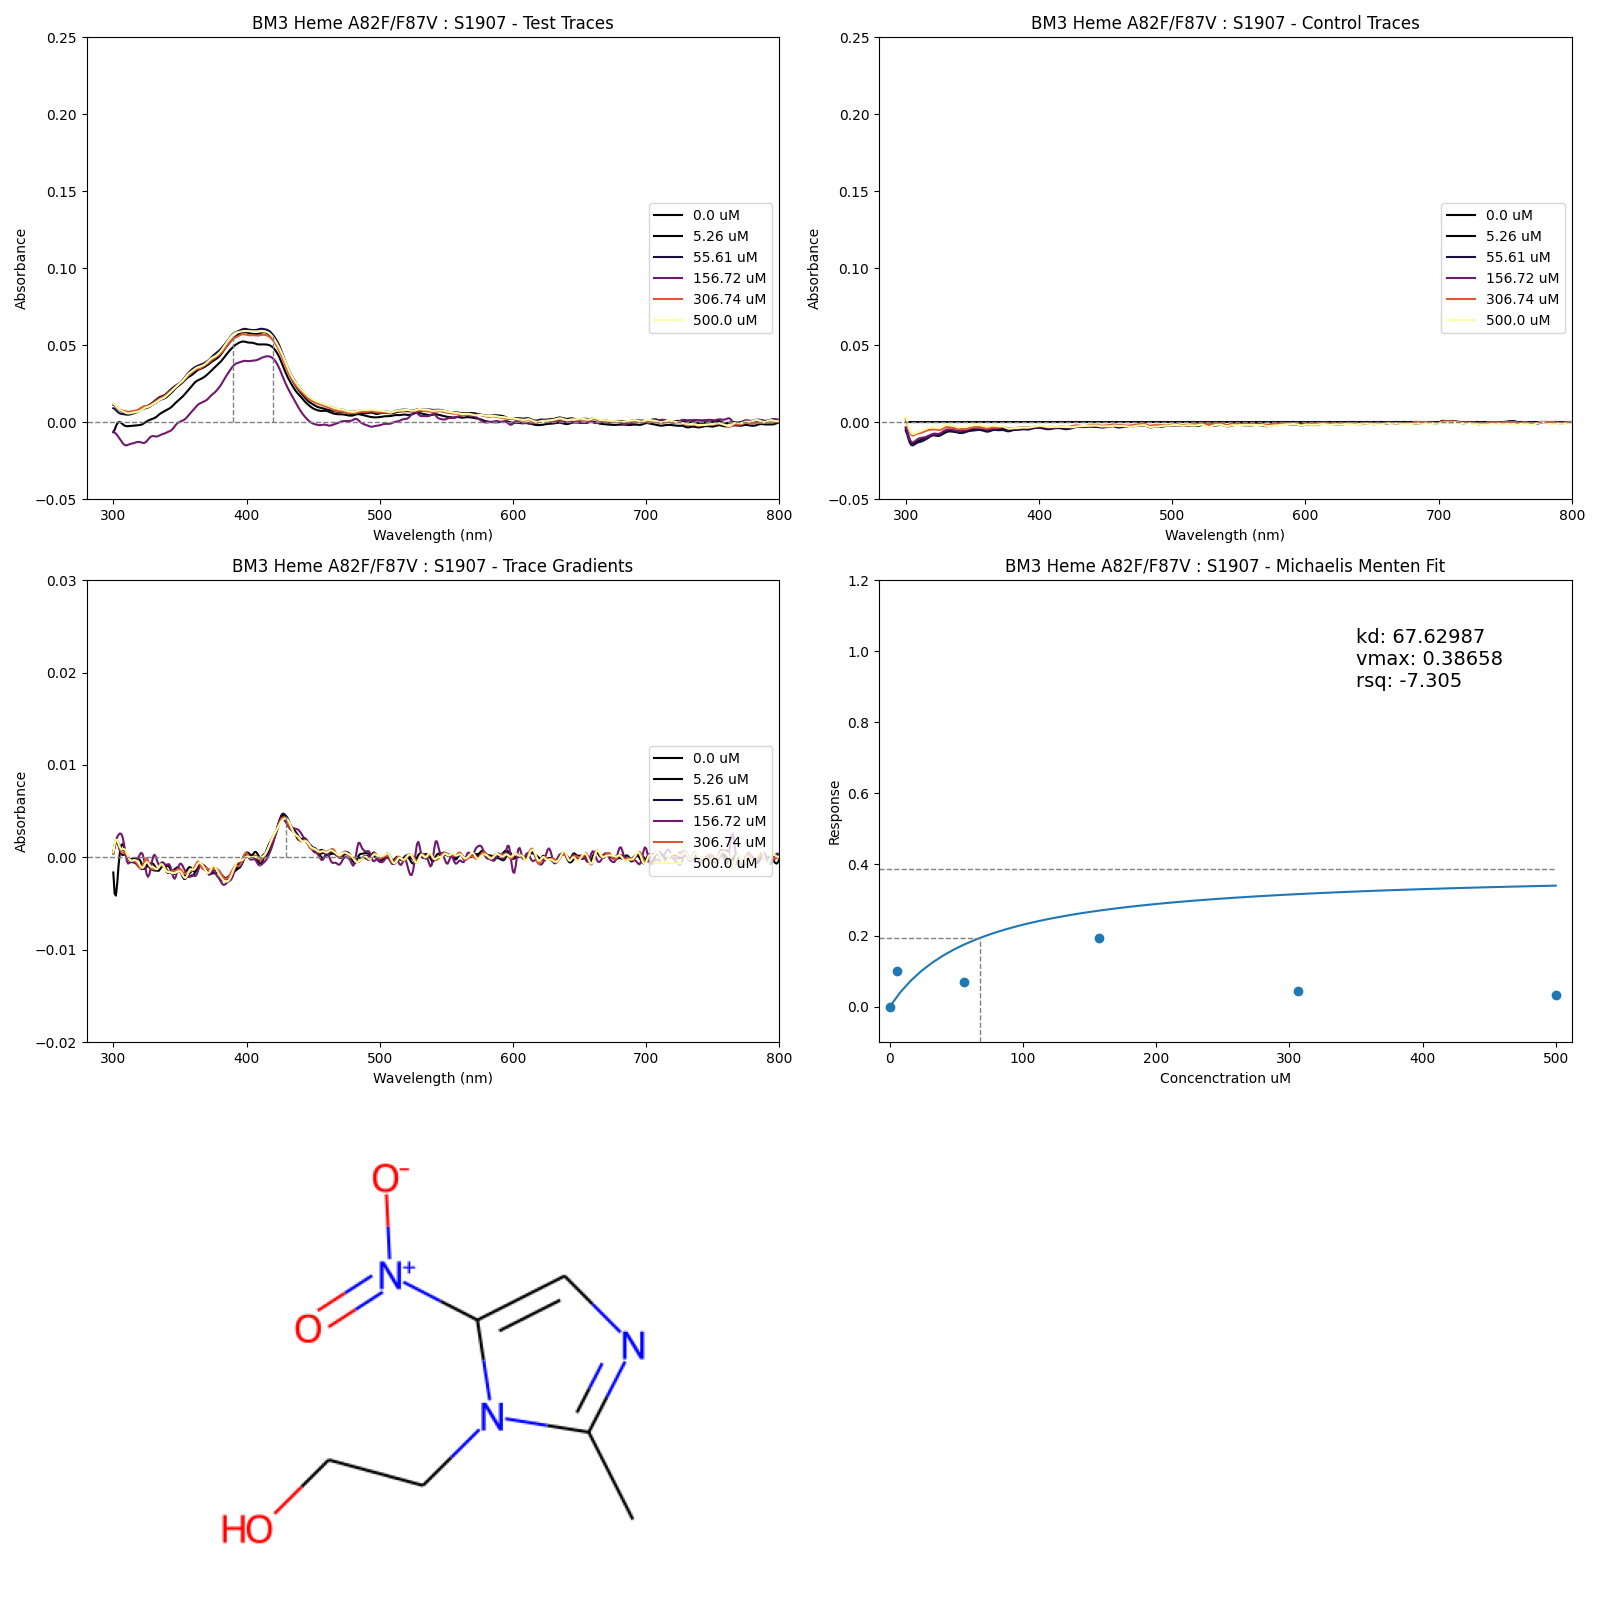 BM3 Heme A82F/F87V : S1907 - Test Traces
0.25
0.20
0.15
0.10
0.05
0.00
−0.05
Absorbance
300
400
500
600
700
800
Wavelength (nm)
0.0 uM
5.26 uM
55.61 uM
156.72 uM
306.74 uM
500.0 uM
BM3 Heme A82F/F87V : S1907 - Control Traces
0.25
0.20
0.15
0.10
0.05
0.00
−0.05
Absorbance
300
400
500
600
700
800
Wavelength (nm)
0.0 uM
5.26 uM
55.61 uM
156.72 uM
306.74 uM
500.0 uM
BM3 Heme A82F/F87V : S1907 - Trace Gradients
0.03
0.02
0.01
0.00
−0.01
−0.02
Absorbance
300
400
500
600
700
800
Wavelength (nm)
0.0 uM
5.26 uM
55.61 uM
156.72 uM
306.74 uM
500.0 uM
BM3 Heme A82F/F87V : S1907 - Michaelis Menten Fit
1.2
1.0
0.8
0.6
0.4
0.2
0.0
Response
kd: 67.62987
vmax: 0.38658
rsq: -7.305
0
100
200
300
400
500
Concenctration uM
O−
N+
O
N
N
HO